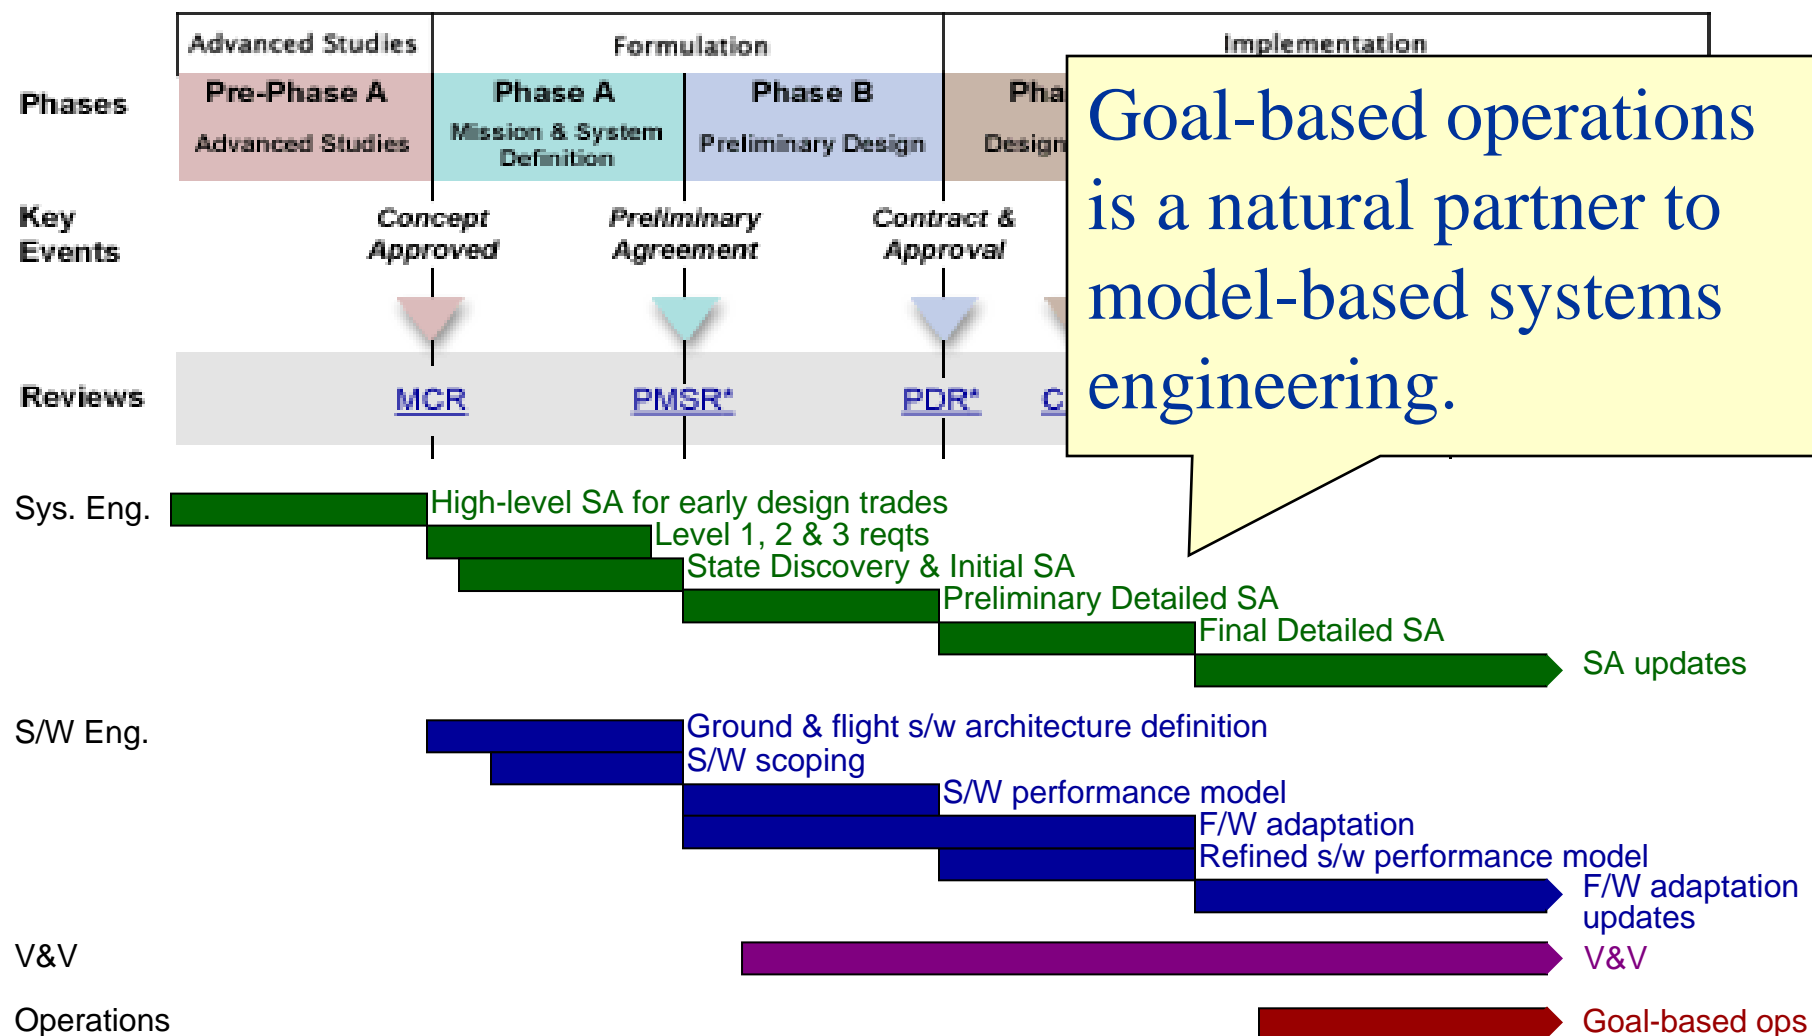 Advanced Studies Formulation Implementation
Phases
Pre-Phase A Phase A Phase B Pha
Advanced Studies Mission & System Preliminary Design Design
Definition
Goal-based operations
is a natural partner to
model-based systems
engineering.
Key Concept Preliminary Contract &
Events Approved Agreement Approval
Reviews MCR PMSR* PDR* C
Sys. Eng. High-level SA for early design trades
Level 1, 2 & 3 reqts
State Discovery & Initial SA
Preliminary Detailed SA
Final Detailed SA
SA updates
S/W Eng. Ground & flight s/w architecture definition
S/W scoping
S/W performance model
F/W adaptation
Refined s/w performance model
F/W adaptation
updates
V&V V&V
Operations Goal-based ops